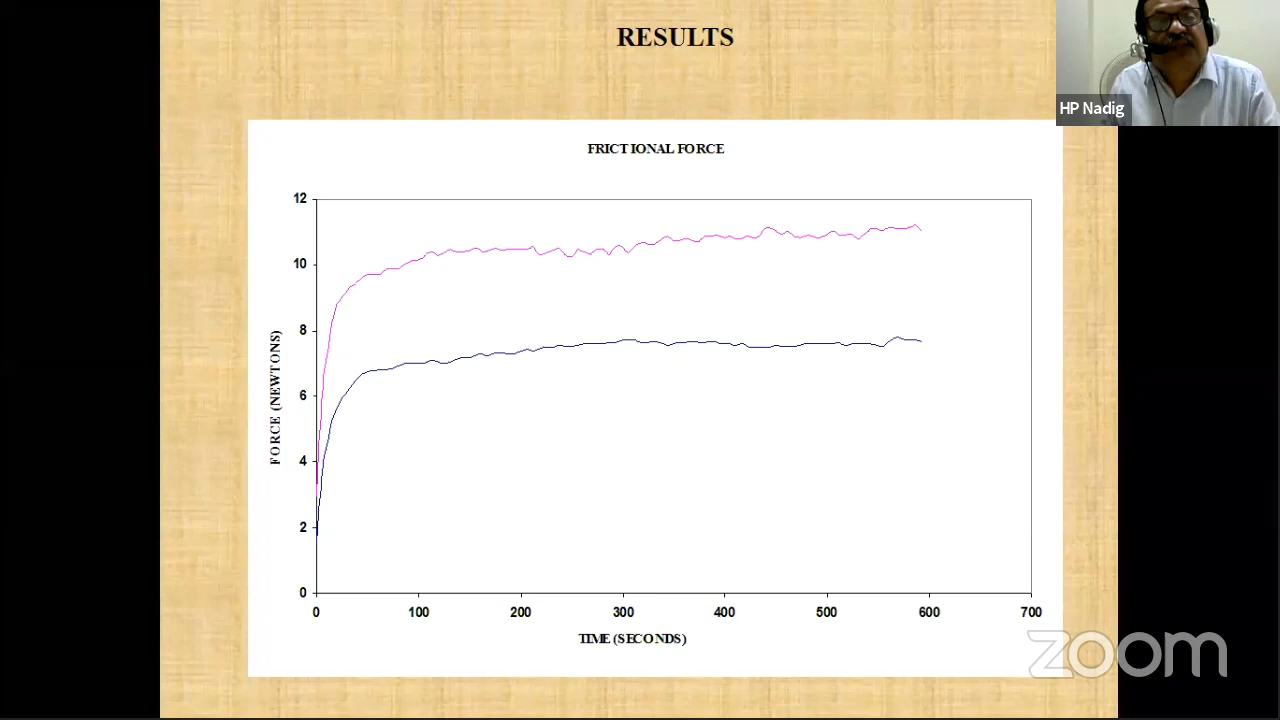 RESULTS
HP Nadig
FRICTIONAL FORCE
12
10
8
6
4
2
0
FORCE (NEWTONS)
0 100 200 300 400 500 600 700
TIME (SECONDS)
zoom